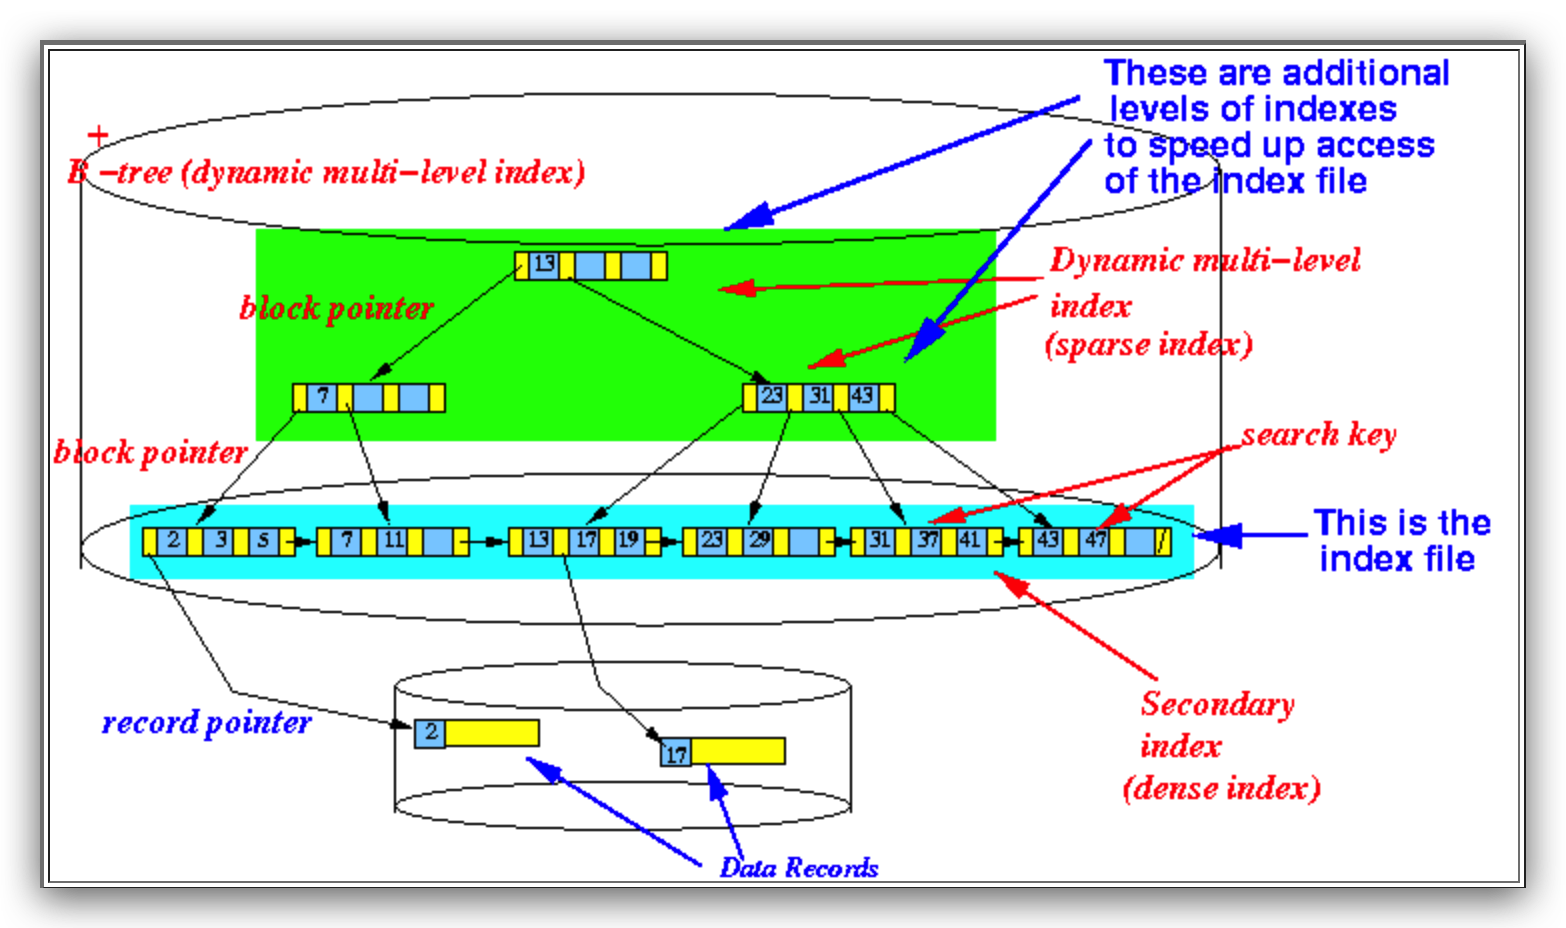 These are additional
levels of indexes
to speed up access
of the index file
+
B -tree (dynamic multi-level index)
13
Dynamic multi-level
index
(sparse index)
block pointer
7
23 31 43
search key
block pointer
2 3 5 7 11 13 17 19 23 29 31 37 41 43 47 /
This is the
index file
record pointer
2
17
Secondary
index
(dense index)
Data Records